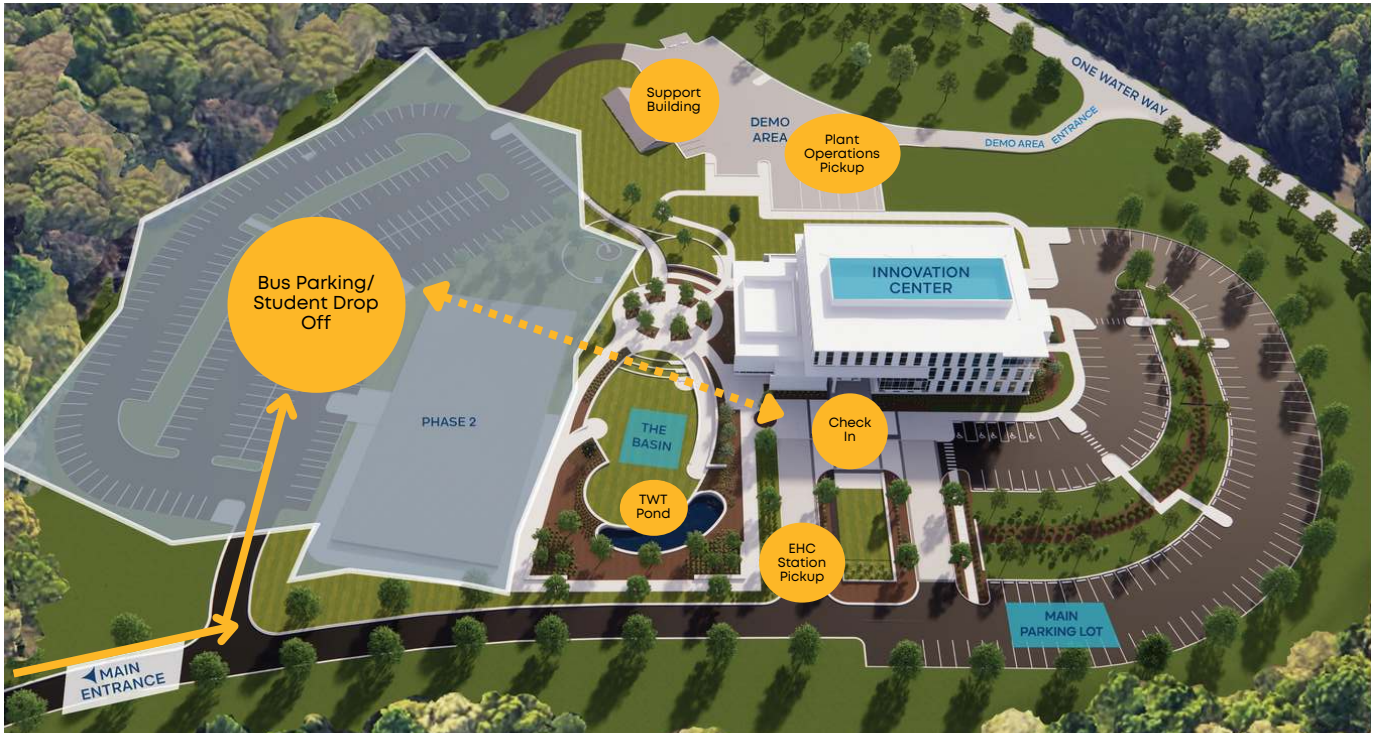 Support
Building
DEMO
AREA
Plant
Operations
Pickup
ONE WATER WAY
DEMO AREA ENTRANCE
Bus Parking/
Student Drop
Off
INNOVATION
CENTER
PHASE 2
THE
BASIN
Check
In
TWT
Pond
EHC
Station
Pickup
MAIN
PARKING LOT
MAIN
ENTRANCE